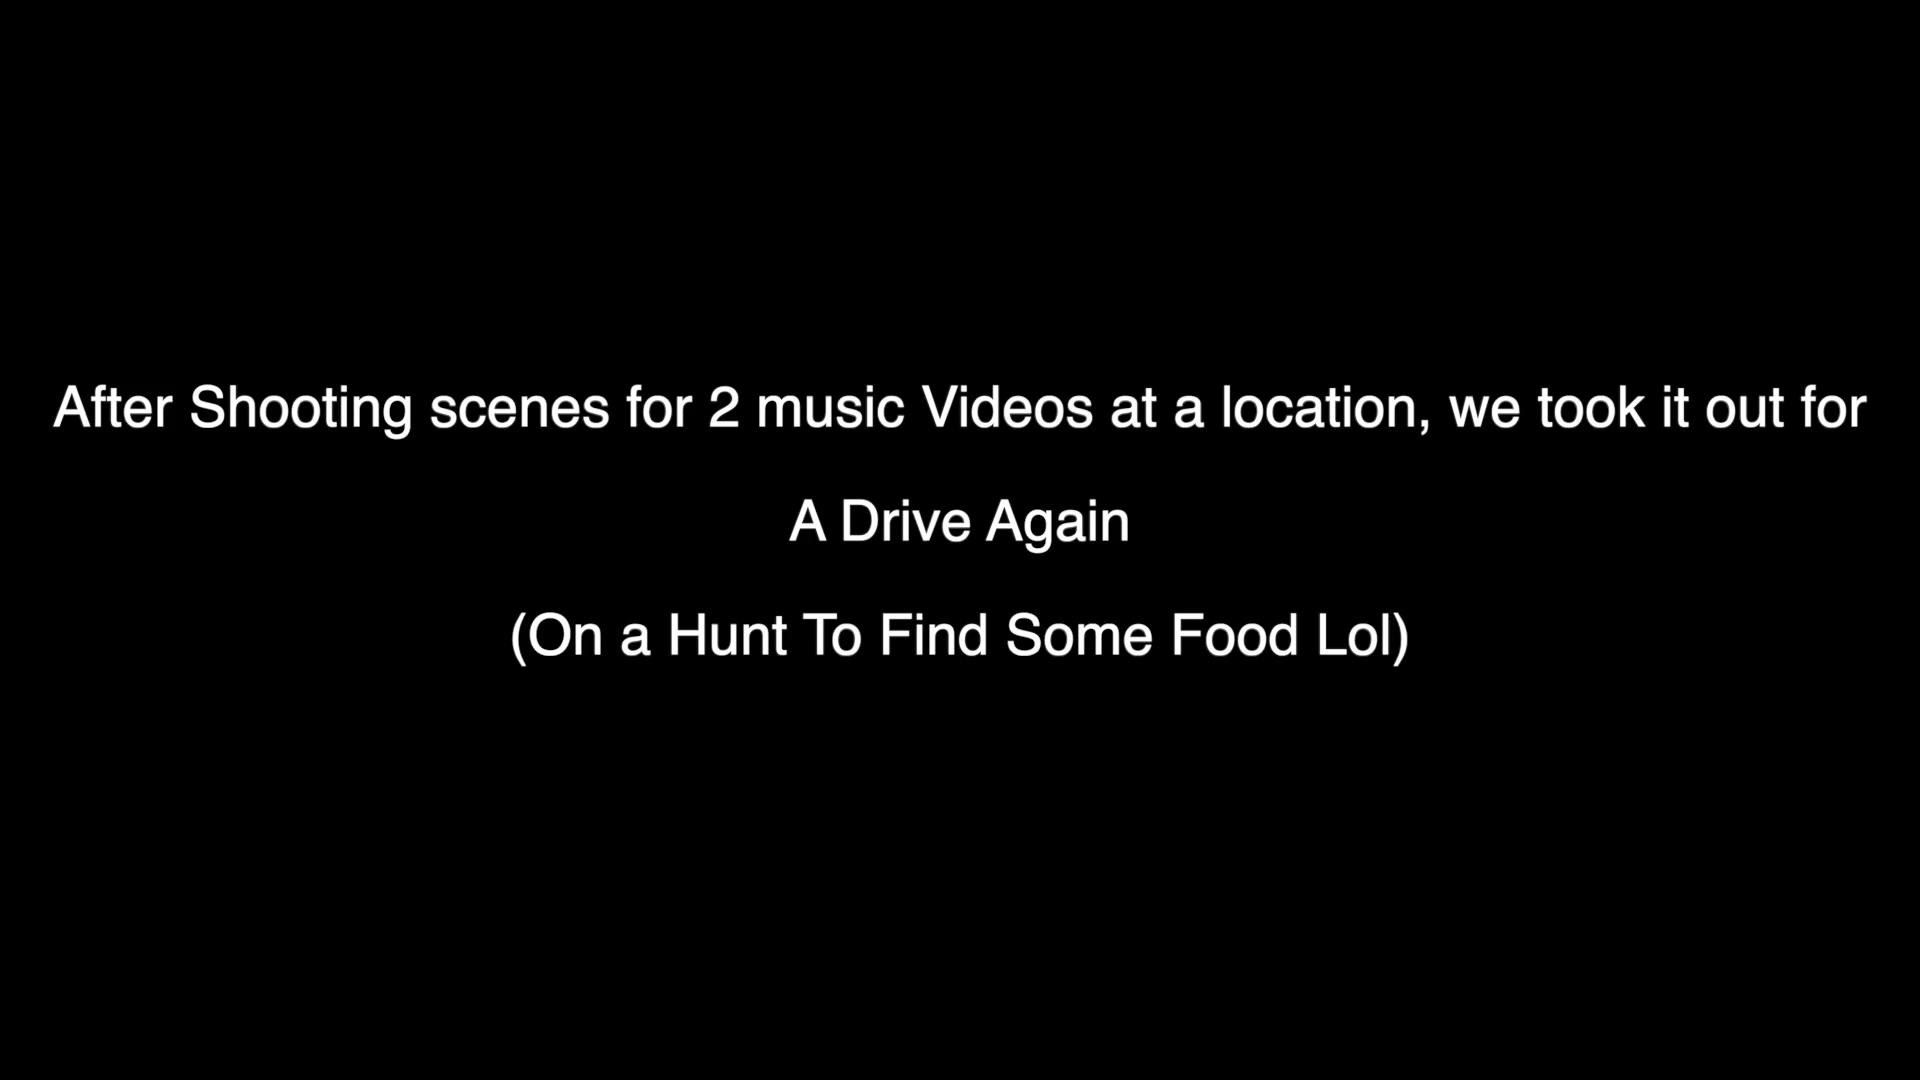 After Shooting scenes for 2 music Videos at a location, we took it out for
A Drive Again
(On a Hunt To Find Some Food Lol)